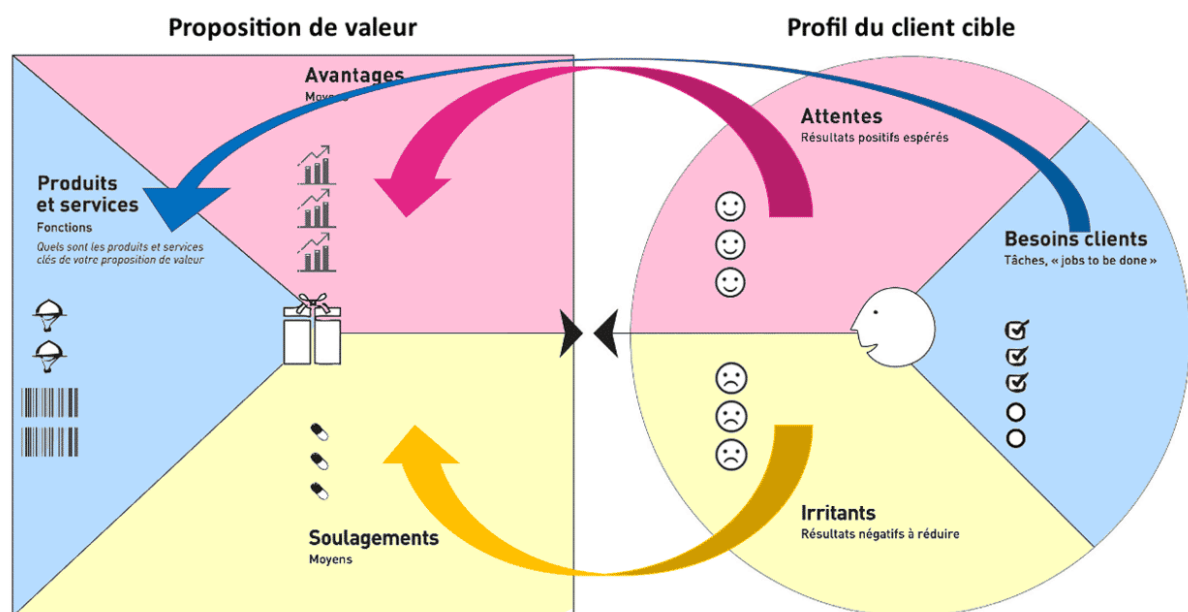 Proposition de valeur
Profil du client cible
Avantages
Moyens
Attentes
Résultats positifs espérés
Produits
et services
Fonctions
Quels sont les produits et services
clés de votre proposition de valeur
Besoins clients
Tâches, « jobs to be done »
Soulagements
Moyens
Irritants
Résultats négatifs à réduire